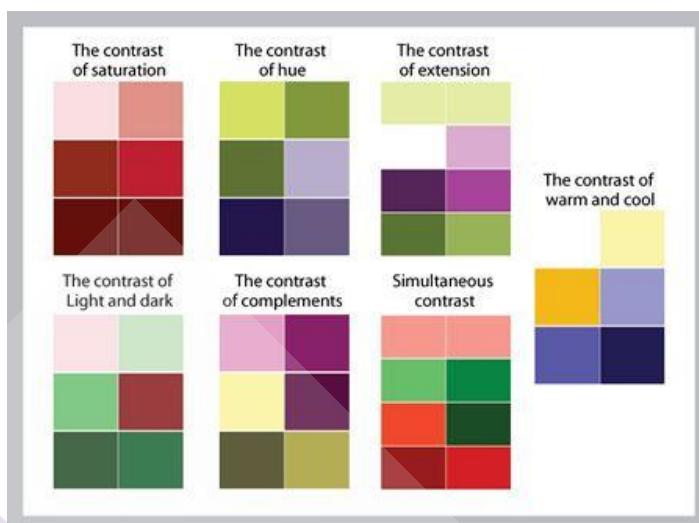 The contrast
of saturation
The contrast
of hue
The contrast
of extension
The contrast of
warm and cool
The contrast of
Light and dark
The contrast
of complements
Simultaneous
contrast